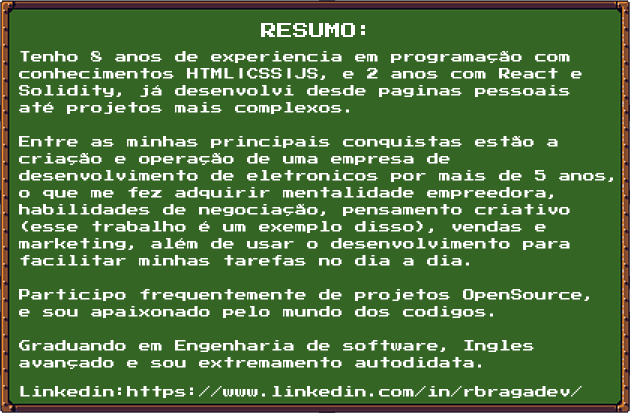 RESUMO:
Tenho 8 anos de experiencia em programação com
conhecimentos HTML|CSS|JS, e 2 anos com React e
Solidity, já desenvolvi desde paginas pessoais
até projetos mais complexos.
Entre as minhas principais conquistas estão a
criação e operação de uma empresa de
desenvolvimento de eletronicos por mais de 5 anos,
o que me fez adquirir mentalidade empreedora,
habilidades de negociação, pensamento criativo
(esse trabalho é um exemplo disso), vendas e
marketing, além de usar o desenvolvimento para
facilitar minhas tarefas no dia a dia.
Participo frequentemente de projetos OpenSource,
e sou apaixonado pelo mundo dos codigos.
Graduando em Engenharia de software, Ingles
avançado e sou extremamento autodidata.
Linkedin:https://www.linkedin.com/in/rbragadev/